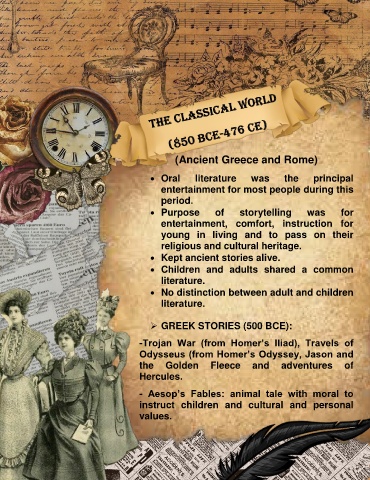 THE CLASSICAL WORLD
(850 BCE-476 CE)
(Ancient Greece and Rome)
• Oral literature was the principal
entertainment for most people during this
period.
• Purpose of storytelling was for
entertainment, comfort, instruction for
young in living and to pass on their
religious and cultural heritage.
• Kept ancient stories alive.
• Children and adults shared a common
literature.
• No distinction between adult and children
literature.
➢ GREEK STORIES (500 BCE):
-Trojan War (from Homer's Iliad), Travels of
Odysseus (from Homer's Odyssey, Jason and
the Golden Fleece and adventures of
Hercules.
- Aesop's Fables: animal tale with moral to
instruct children and cultural and personal
values.